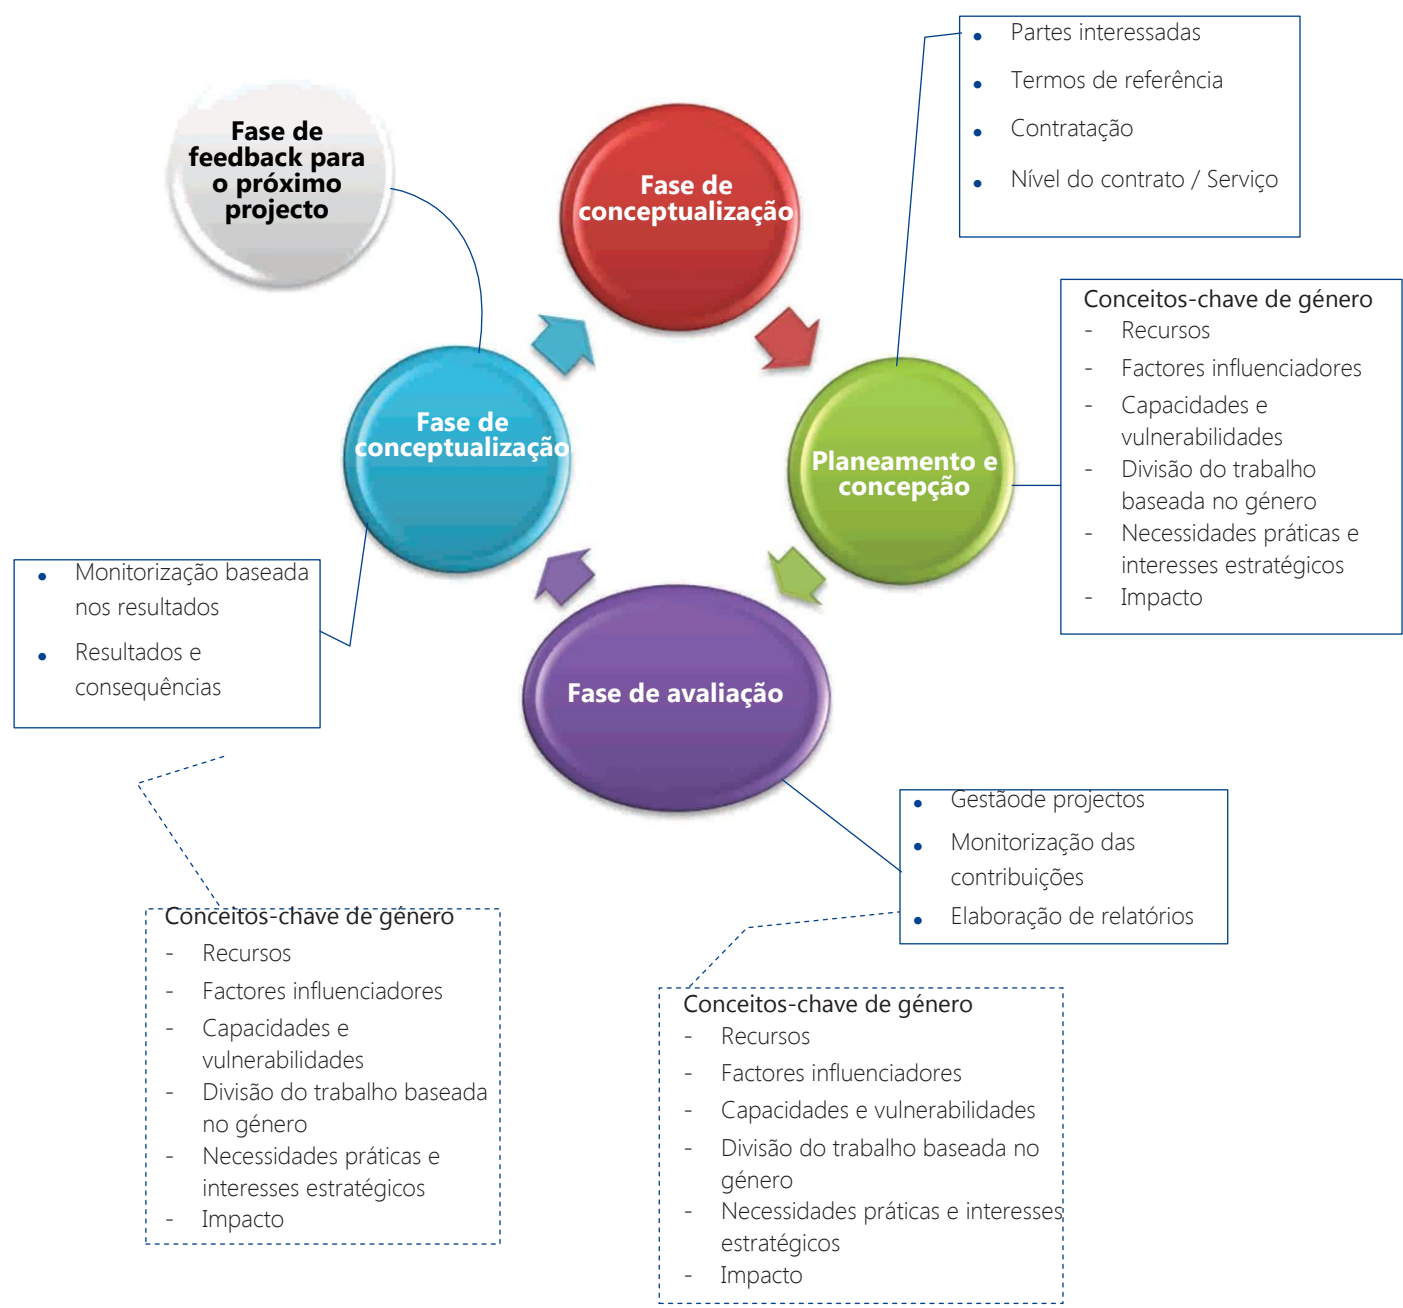 Fase de
feedback para
o próximo
projecto
Fase de
conceptualização
• Partes interessadas
• Termos de referência
• Contratação
• Nível do contrato / Serviço
Conceitos-chave de género
- Recursos
- Factores influenciadores
- Capacidades e
vulnerabilidades
- Divisão do trabalho
baseada no género
- Necessidades práticas e
interesses estratégicos
- Impacto
Fase de
conceptualização
Planeamento e
concepção
• Monitorização baseada
nos resultados
• Resultados e
consequências
Fase de avaliação
• Gestãode projectos
• Monitorização das
contribuições
• Elaboração de relatórios
Conceitos-chave de género
- Recursos
- Factores influenciadores
- Capacidades e
vulnerabilidades
- Divisão do trabalho baseada
no género
- Necessidades práticas e
interesses estratégicos
- Impacto
Conceitos-chave de género
- Recursos
- Factores influenciadores
- Capacidades e vulnerabilidades
- Divisão do trabalho baseada no
género
- Necessidades práticas e interesses
estratégicos
- Impacto